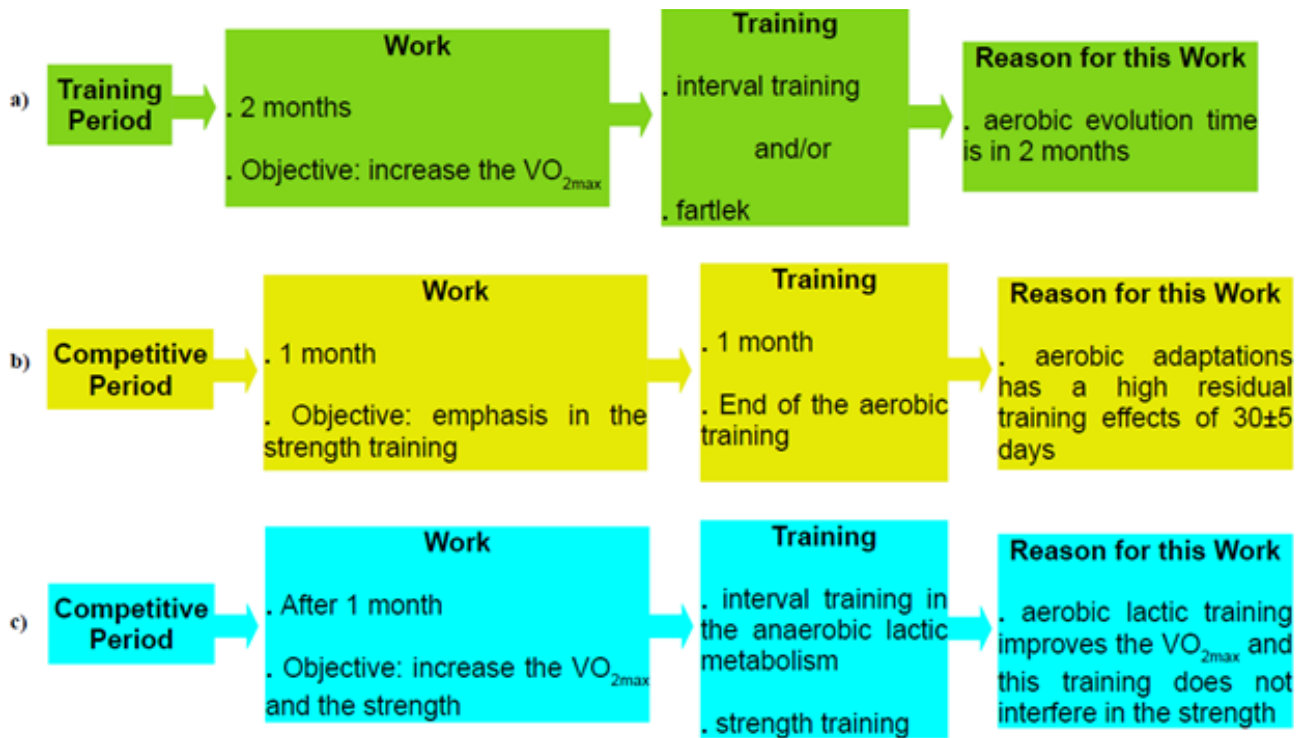 a)
Training
Period
Work
. 2 months
. Objective: increase the VO2max
Training
. interval training
and/or
. fartlek
Reason for this Work
. aerobic evolution time
is in 2 months
b)
Competitive
Period
Work
. 1 month
. Objective: emphasis in the
strength training
Training
. 1 month
. End of the aerobic
training
Reason for this Work
. aerobic adaptations
has a high residual
training effects of 30±5
days
c)
Competitive
Period
Work
. After 1 month
. Objective: increase the VO2max
and the strength
Training
. interval training in
the anaerobic lactic
metabolism
. strength training
Reason for this Work
. aerobic lactic training
improves the VO2max and
this training does not
interfere in the strength